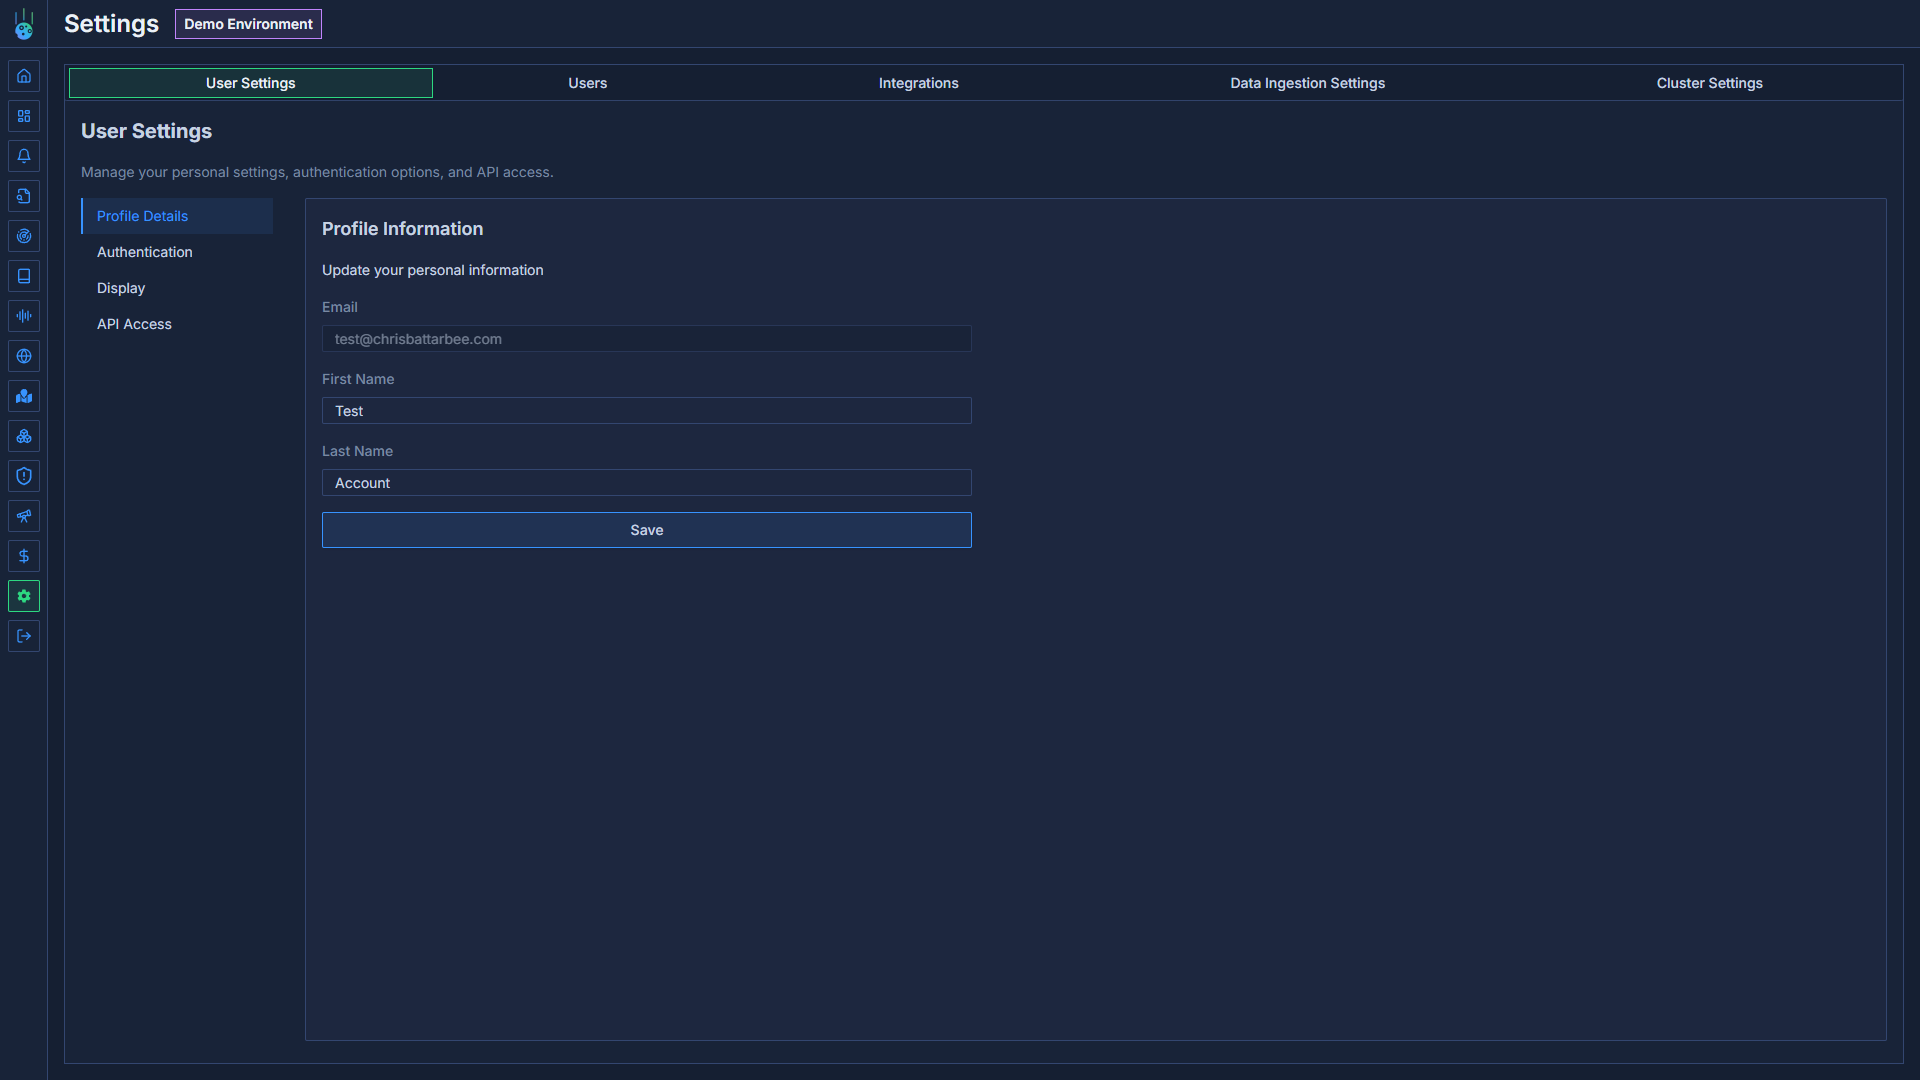 Settings
Demo Environment
User Settings
Users
Integrations
Data Ingestion Settings
Cluster Settings
User Settings
Manage your personal settings, authentication options, and API access.
Profile Details
Authentication
Display
API Access
Profile Information
Update your personal information
Email
test@chrisbattarbee.com
First Name
Test
Last Name
Account
Save